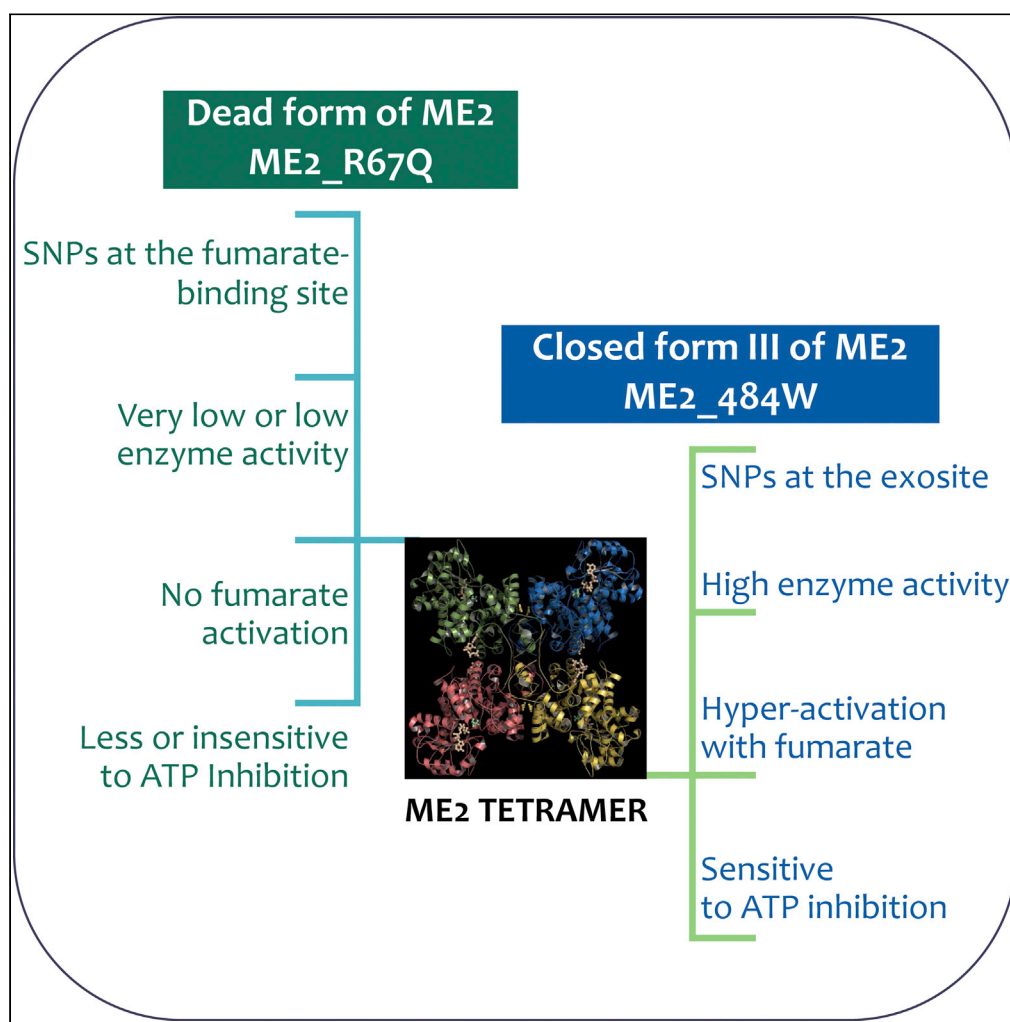 Dead form of ME2
ME2_R67Q
SNPs at the fumarate-
binding site
Very low or low
enzyme activity
No fumarate
activation
Less or insensitive
to ATP Inhibition
Closed form III of ME2
ME2_484W
SNPs at the exosite
High enzyme activity
Hyper-activation
with fumarate
Sensitive
to ATP inhibition
ME2 TETRAMER